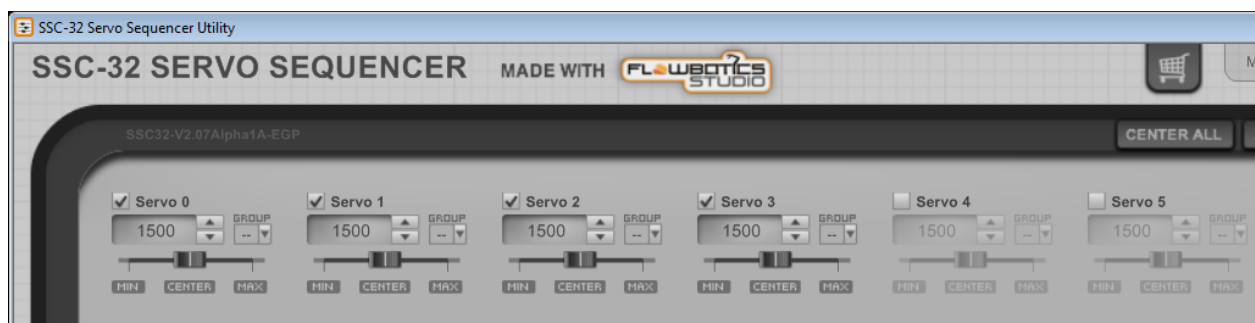 SSC-32 Servo Sequencer Utility
SSC-32 SERVO SEQUENCER MADE WITH FLOWBOTICS STUDIO
M
SSC32-V2.07Alpha1A-EGP CENTER ALL
Servo 0 Servo 1 Servo 2 Servo 3 Servo 4 Servo 5
1500 GROUP -- 1500 GROUP -- 1500 GROUP -- 1500 GROUP -- 1500 GROUP -- 1500 GROUP --
MIN CENTER MAX MIN CENTER MAX MIN CENTER MAX MIN CENTER MAX MIN CENTER MAX MIN CENTER MAX